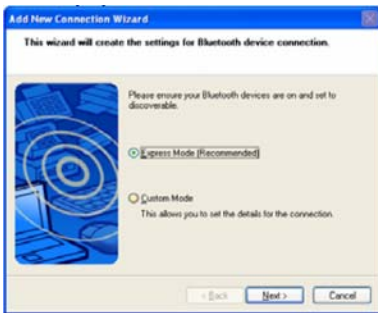 Add New Connection Wizard
This wizard will create the settings for Bluetooth device connection.
Please ensure your Bluetooth devices are on and set to
discoverable.
Express Mode (Recommended)
Custom Mode
This allows you to set the details for the connection.
< Back
Next >
Cancel